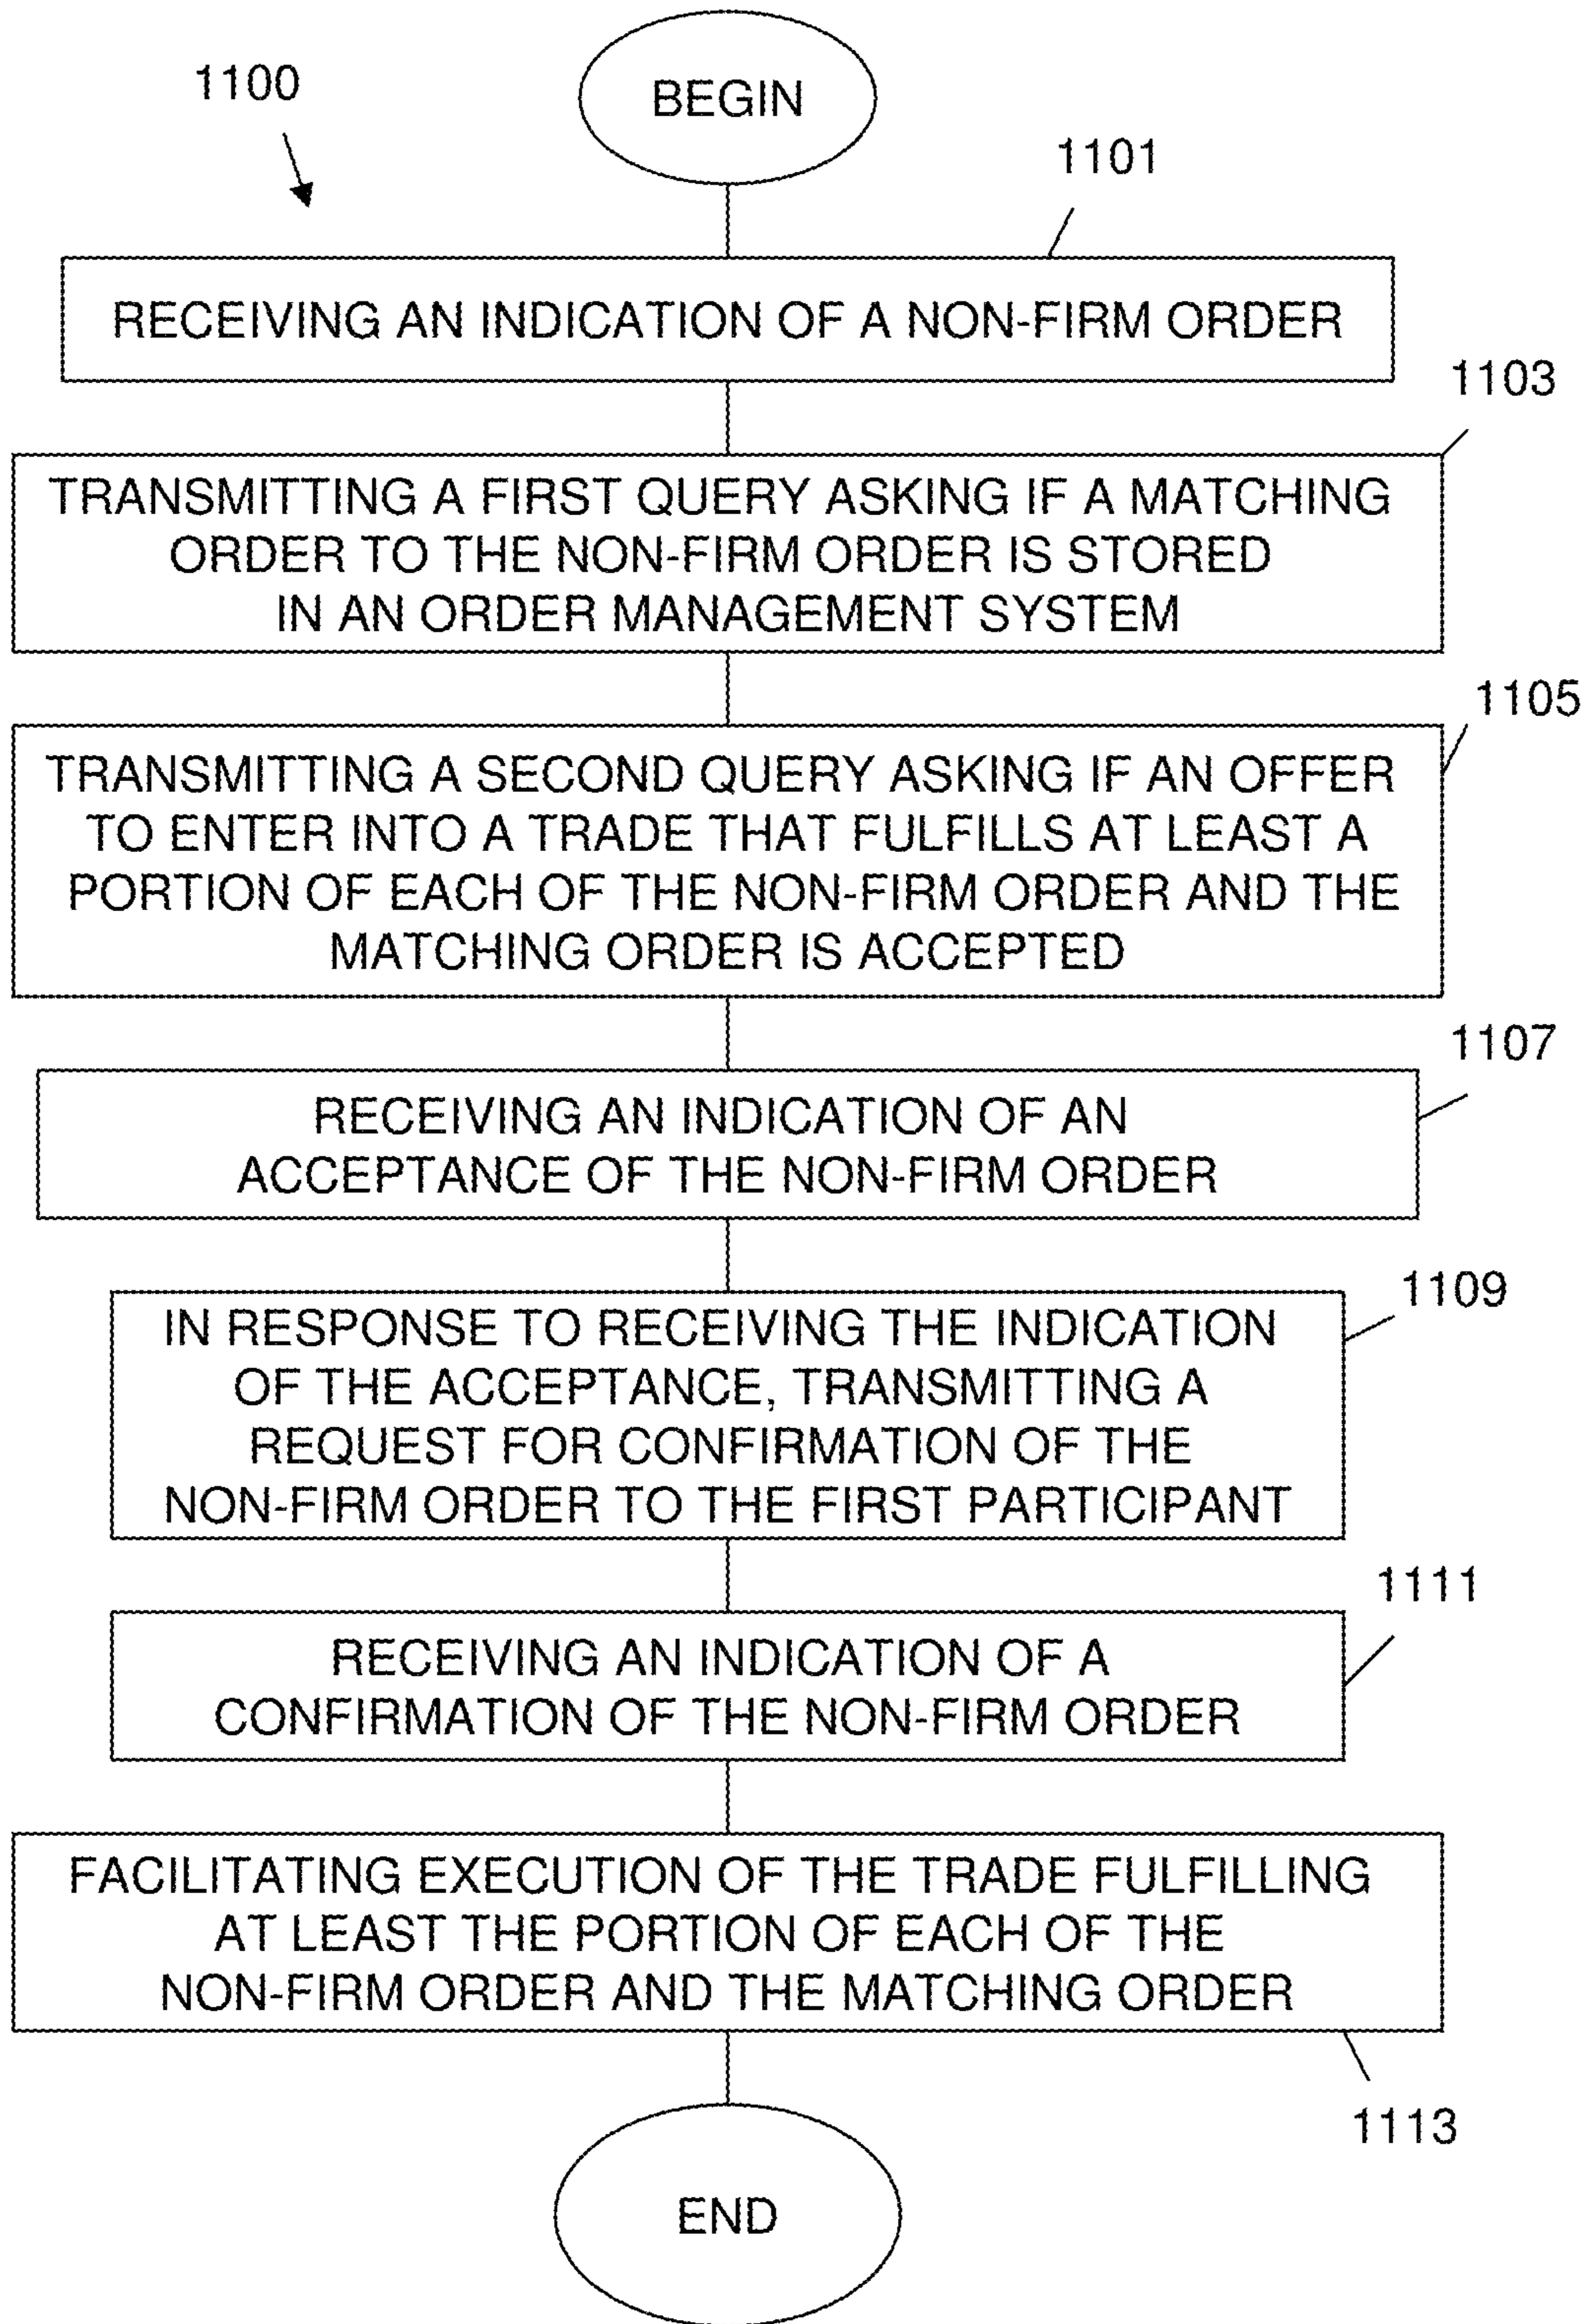 1100
BEGIN
1101
RECEIVING AN INDICATION OF A NON-FIRM ORDER
1103
TRANSMITTING A FIRST QUERY ASKING IF A MATCHING
ORDER TO THE NON-FIRM ORDER IS STORED
IN AN ORDER MANAGEMENT SYSTEM
1105
TRANSMITTING A SECOND QUERY ASKING IF AN OFFER
TO ENTER INTO A TRADE THAT FULFILLS AT LEAST A
PORTION OF EACH OF THE NON-FIRM ORDER AND THE
MATCHING ORDER IS ACCEPTED
1107
RECEIVING AN INDICATION OF AN
ACCEPTANCE OF THE NON-FIRM ORDER
1109
IN RESPONSE TO RECEIVING THE INDICATION
OF THE ACCEPTANCE, TRANSMITTING A
REQUEST FOR CONFIRMATION OF THE
NON-FIRM ORDER TO THE FIRST PARTICIPANT
1111
RECEIVING AN INDICATION OF A
CONFIRMATION OF THE NON-FIRM ORDER
FACILITATING EXECUTION OF THE TRADE FULFILLING
AT LEAST THE PORTION OF EACH OF THE
NON-FIRM ORDER AND THE MATCHING ORDER
1113
END